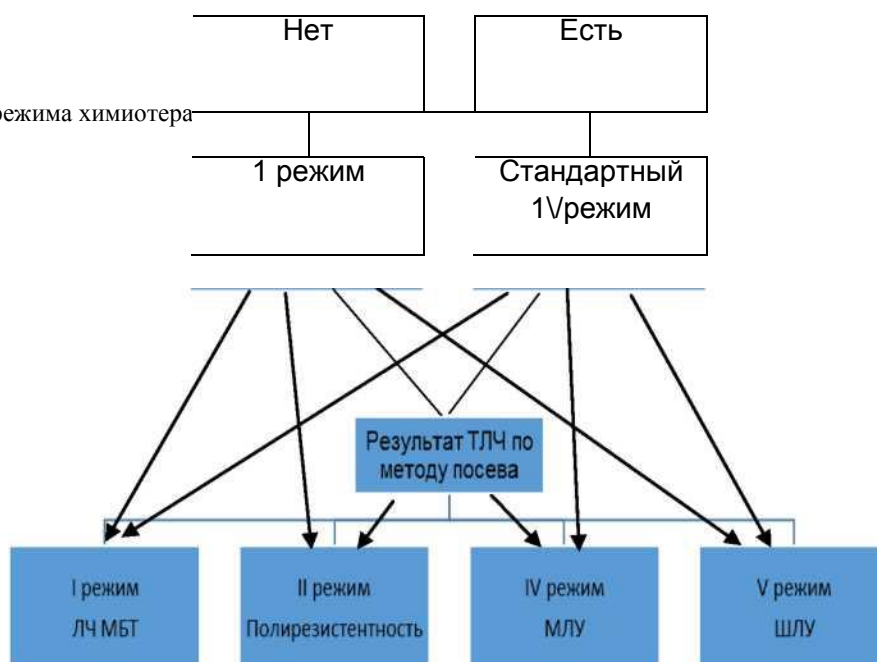 Нет
Есть
режима химиотера
1 режим
Стандартный
1\/режим
Результат ТЛЧ по
методу посева
I режим
ЛЧ МБТ
II режим
Полирезистентность
IV режим
МЛУ
V режим
ШЛУ